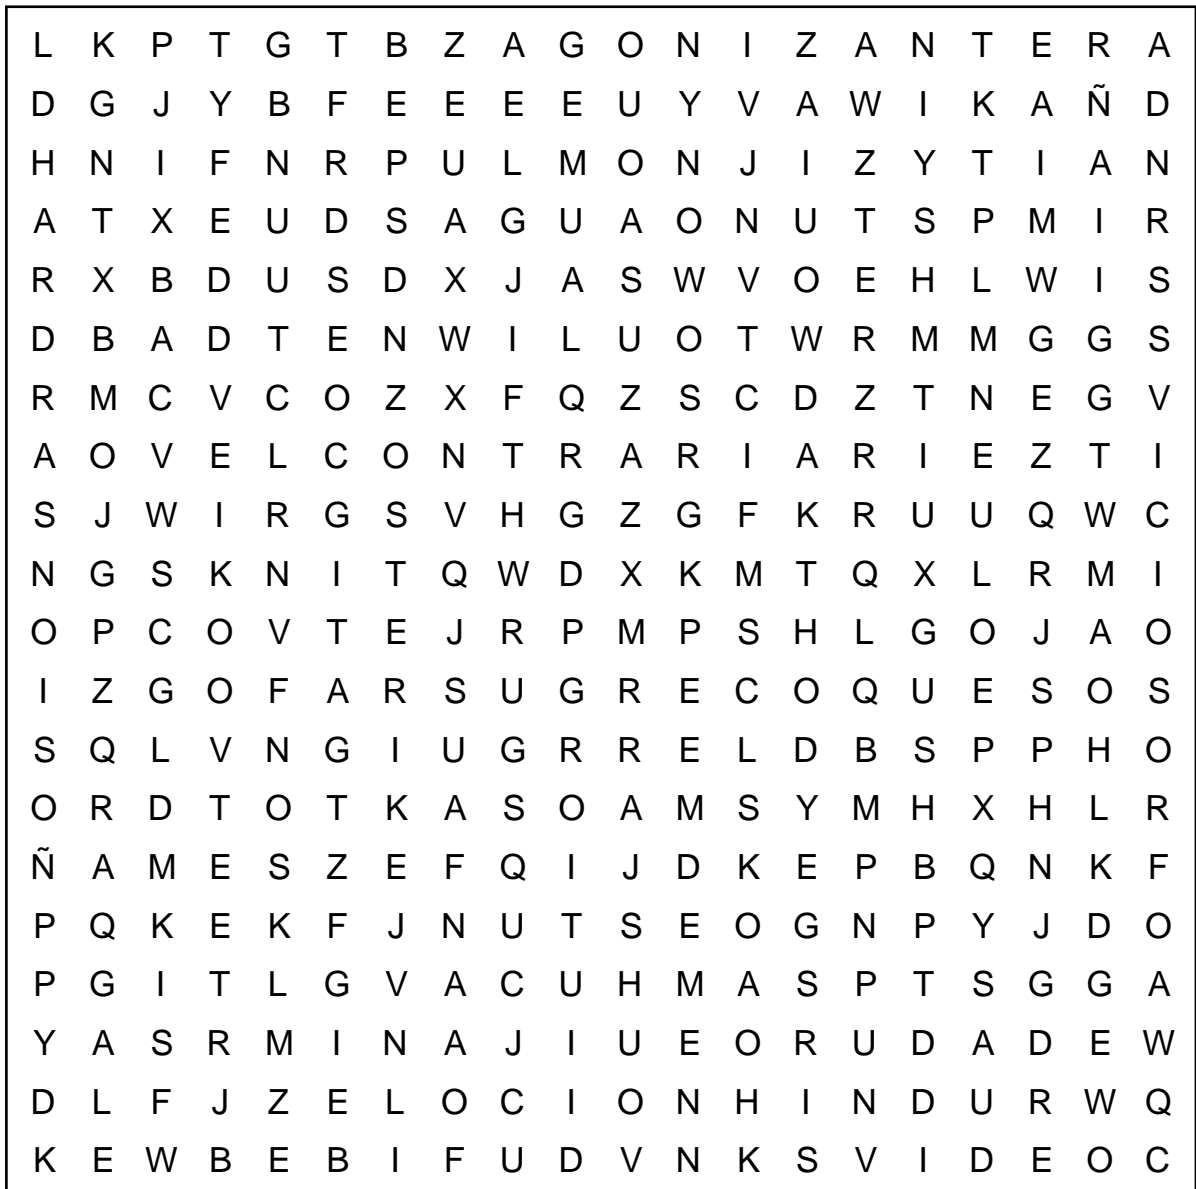 L K P T G T B Z A G O N I Z A N T E R A
D G J Y B F E E E E U Y V A W I K A Ñ D
H N I F N R P U L M O N J I Z Y T I A N
A T X E U D S A G U A O N U T S P M I R
R X B D U S D X J A S W V O E H L W I S
D B A D T E N W I L U O T W R M M G G S
R M C V C O Z X F Q Z S C D Z T N E G V
A O V E L C O N T R A R I A R I E Z T I
S J W I R G S V H G Z G F K R U U Q W C
N G S K N I T Q W D X K M T Q X L R M I
O P C O V T E J R P M P S H L G O J A O
I Z G O F A R S U G R E C O Q U E S O S
S Q L V N G I U G R R E L D B S P P H O
O R D T O T K A S O A M S Y M H X H L R
Ñ A M E S Z E F Q I J D K E P B Q N K F
P Q K E K F J N U T S E O G N P Y J D O
P G I T L G V A C U H M A S P T S G G A
Y A S R M I N A J I U E O R U D A D E W
D L F J Z E L O C I O N H I N D U R W Q
K E W B E B I F U D V N K S V I D E O C